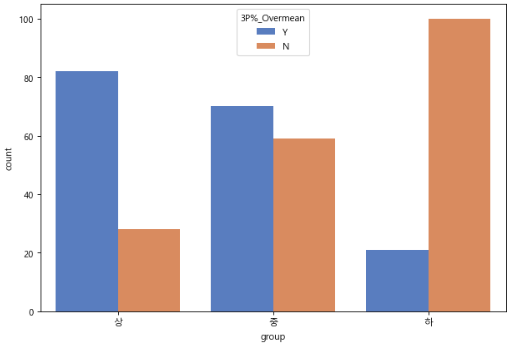 3P%_Overmean
Y
N
100
80
60
40
20
0
count
상
중
하
group